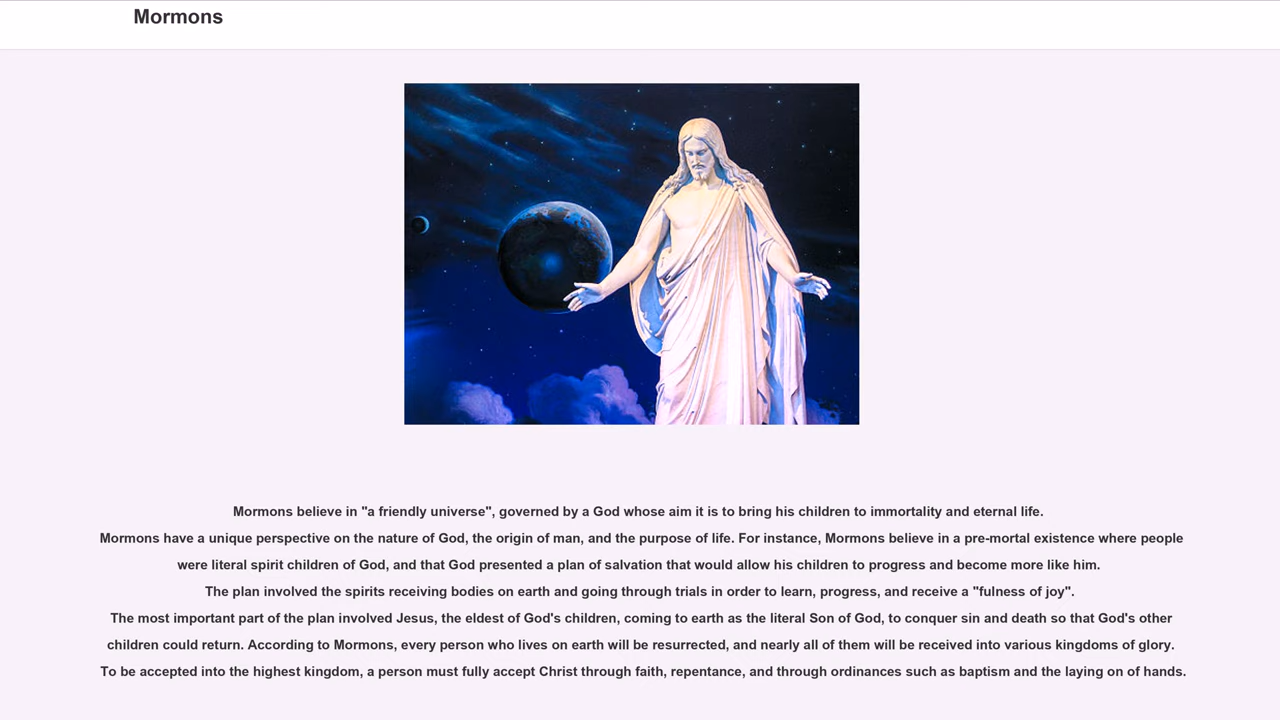 Mormons
Mormons believe in "a friendly universe", governed by a God whose aim it is to bring his children to immortality and eternal life.
Mormons have a unique perspective on the nature of God, the origin of man, and the purpose of life. For instance, Mormons believe in a pre-mortal existence where people
were literal spirit children of God, and that God presented a plan of salvation that would allow his children to progress and become more like him.
The plan involved the spirits receiving bodies on earth and going through trials in order to learn, progress, and receive a "fulness of joy".
The most important part of the plan involved Jesus, the eldest of God's children, coming to earth as the literal Son of God, to conquer sin and death so that God's other
children could return. According to Mormons, every person who lives on earth will be resurrected, and nearly all of them will be received into various kingdoms of glory.
To be accepted into the highest kingdom, a person must fully accept Christ through faith, repentance, and through ordinances such as baptism and the laying on of hands.